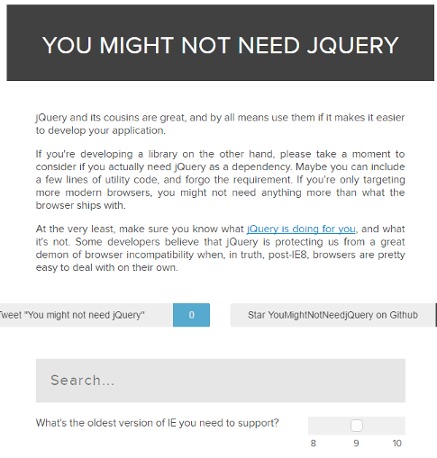 YOU MIGHT NOT NEED JQUERY
jQuery and its cousins are great, and by all means use them if it makes it easier
to develop your application.
If you're developing a library on the other hand, please take a moment to
consider if you actually need jQuery as a dependency. Maybe you can include
a few lines of utility code, and forgo the requirement. If you're only targeting
more modern browsers, you might not need anything more than what the
browser ships with.
At the very least, make sure you know what jQuery is doing for you, and what
it's not. Some developers believe that jQuery is protecting us from a great
demon of browser incompatibility when, in truth, post-IE8, browsers are pretty
easy to deal with on their own.
Tweet "You might not need jQuery" 0 Star YouMightNotNeedjQuery on Github
Search...
What's the oldest version of IE you need to support?
8 9 10